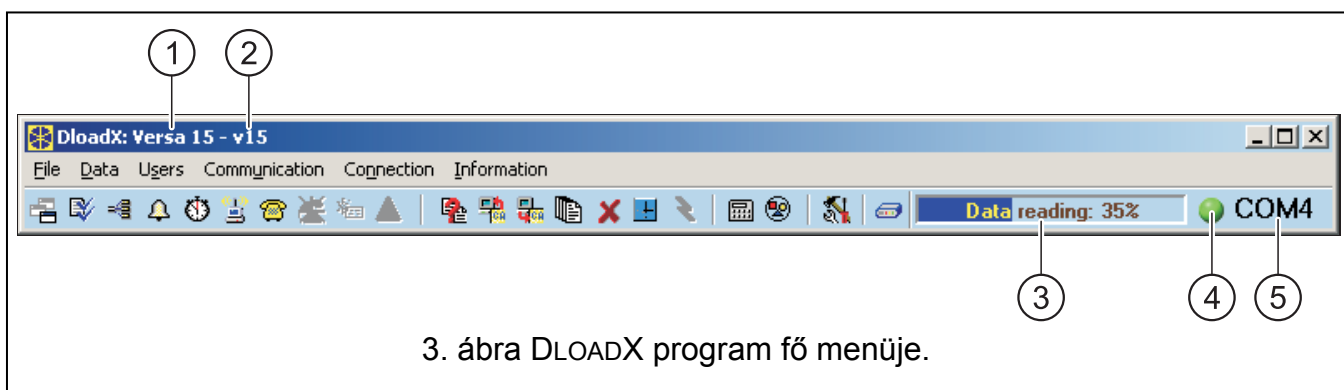 1 2
DloadX: Versa 15 - v15
File Data Users Communication Connection Information
Data reading: 35% COM4
3 4 5
3. ábra DLOADX program fő menüje.